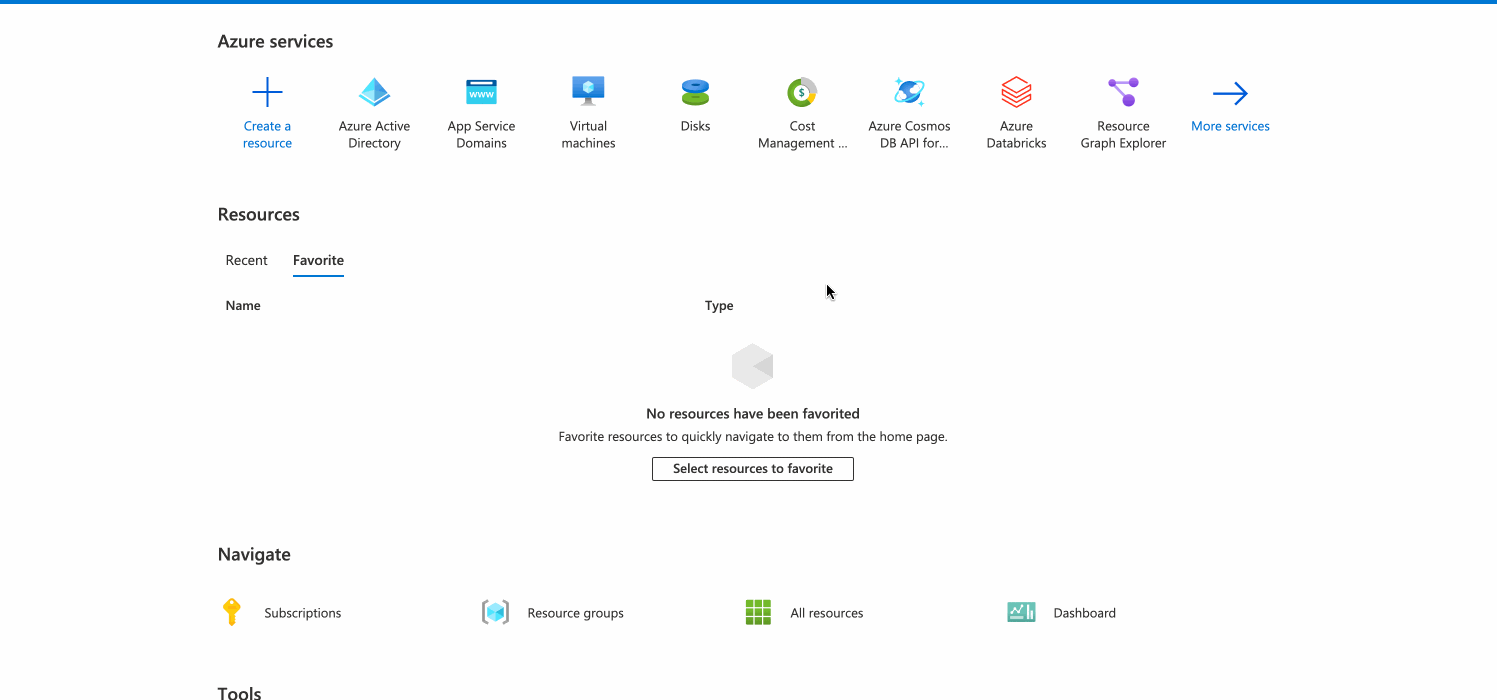 Azure services
Create a resource
Azure Active Directory
www
App Service Domains
Virtual machines
Disks
$
Cost Management ...
Azure Cosmos DB API for...
Azure Databricks
Resource Graph Explorer
More services
Resources
Recent
Favorite
Name
Type
No resources have been favorited
Favorite resources to quickly navigate to them from the home page.
Select resources to favorite
Navigate
Subscriptions
Resource groups
All resources
Dashboard
Tools